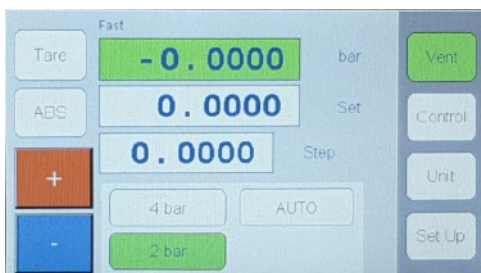 Fast
Tare
-0.0000 bar
Vent
ABS
0.0000 Set
Control
0.0000 Step
+
Unit
4 bar
AUTO
-
2 bar
Set Up